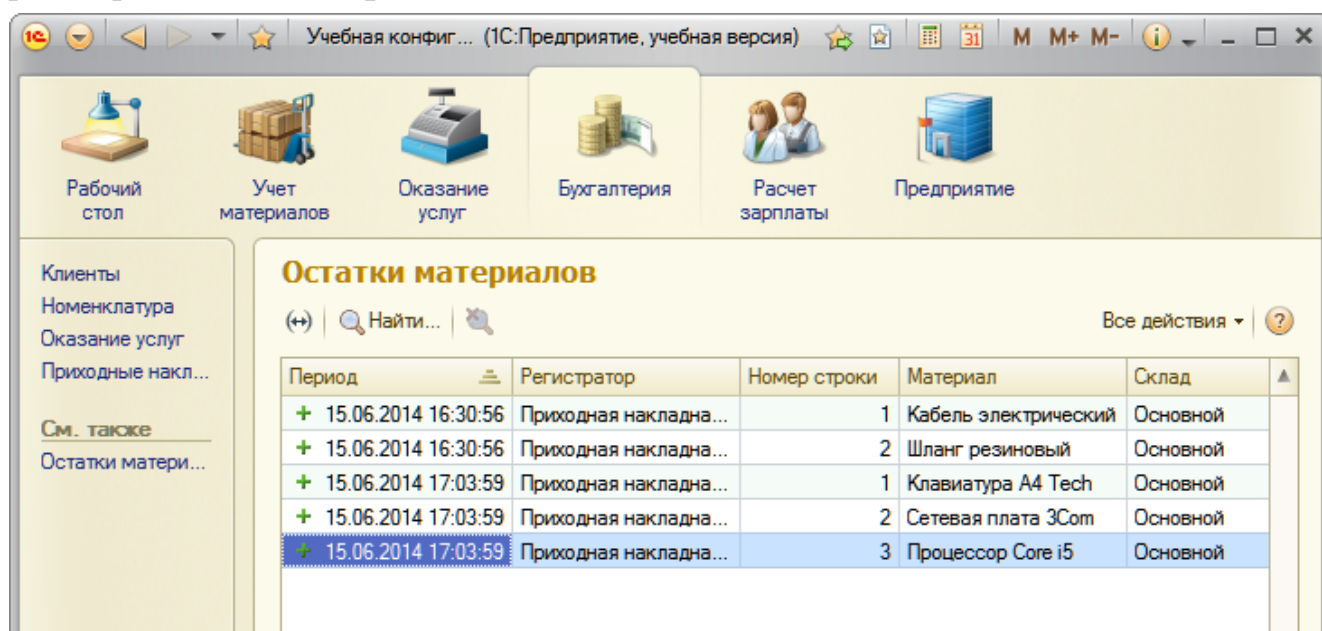 Учебная конфиг... (1С:Предприятие, учебная версия) 31 M M+ M-
Рабочий стол
Учет материалов
Оказание услуг
Бухгалтерия
Расчет зарплаты
Предприятие
Клиенты
Номенклатура
Оказание услуг
Приходные накл...
См. также
Остатки матери...
Остатки материалов
Найти... Все действия
Период Регистратор Номер строки Материал Склад
15.06.2014 16:30:56 Приходная накладна... 1 Кабель электрический Основной
15.06.2014 16:30:56 Приходная накладна... 2 Шланг резиновый Основной
15.06.2014 17:03:59 Приходная накладна... 1 Клавиатура A4 Tech Основной
15.06.2014 17:03:59 Приходная накладна... 2 Сетевая плата 3Com Основной
15.06.2014 17:03:59 Приходная накладна... 3 Процессор Core i5 Основной